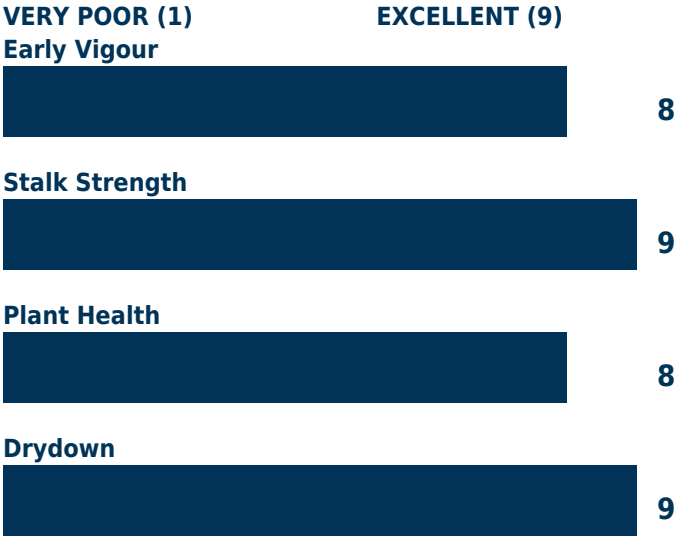 VERY POOR (1) EXCELLENT (9)
Early Vigour
8
Stalk Strength
9
Plant Health
8
Drydown
9